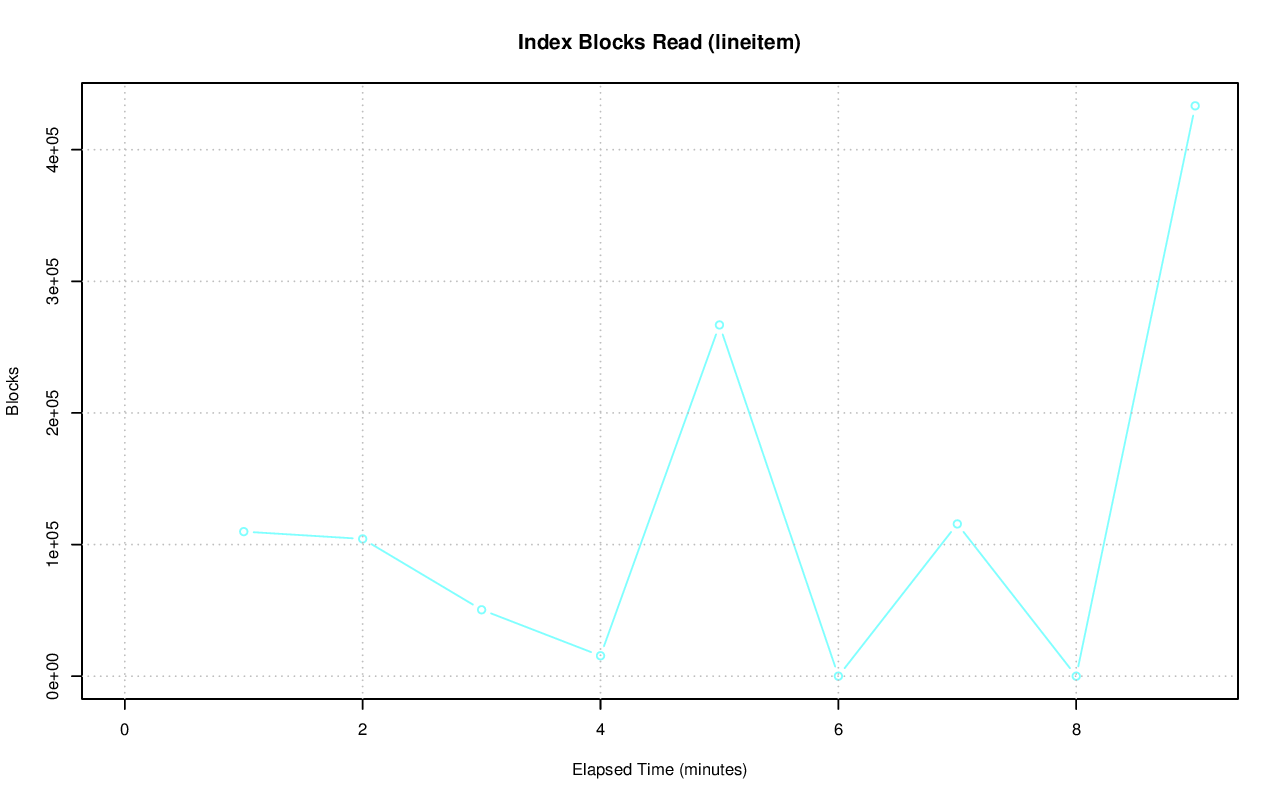 Index Blocks Read (lineitem)
4e+05
3e+05
2e+05
1e+05
0e+00
Blocks
0 2 4 6 8
Elapsed Time (minutes)